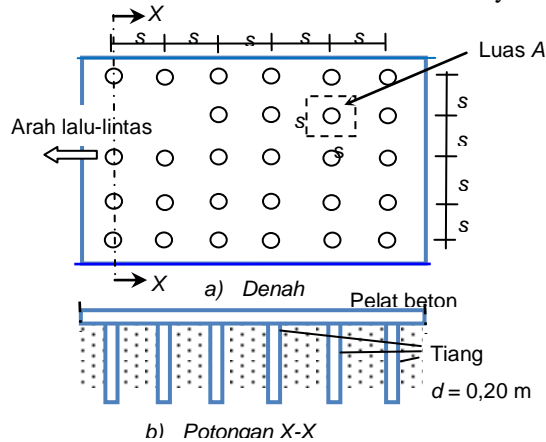 X
s s s s s
Luas A
s
s
s
Arah lalu-lintas
s
s
s
X
a) Denah
Pelat beton
Tiang
d = 0,20 m
b) Potongan X-X